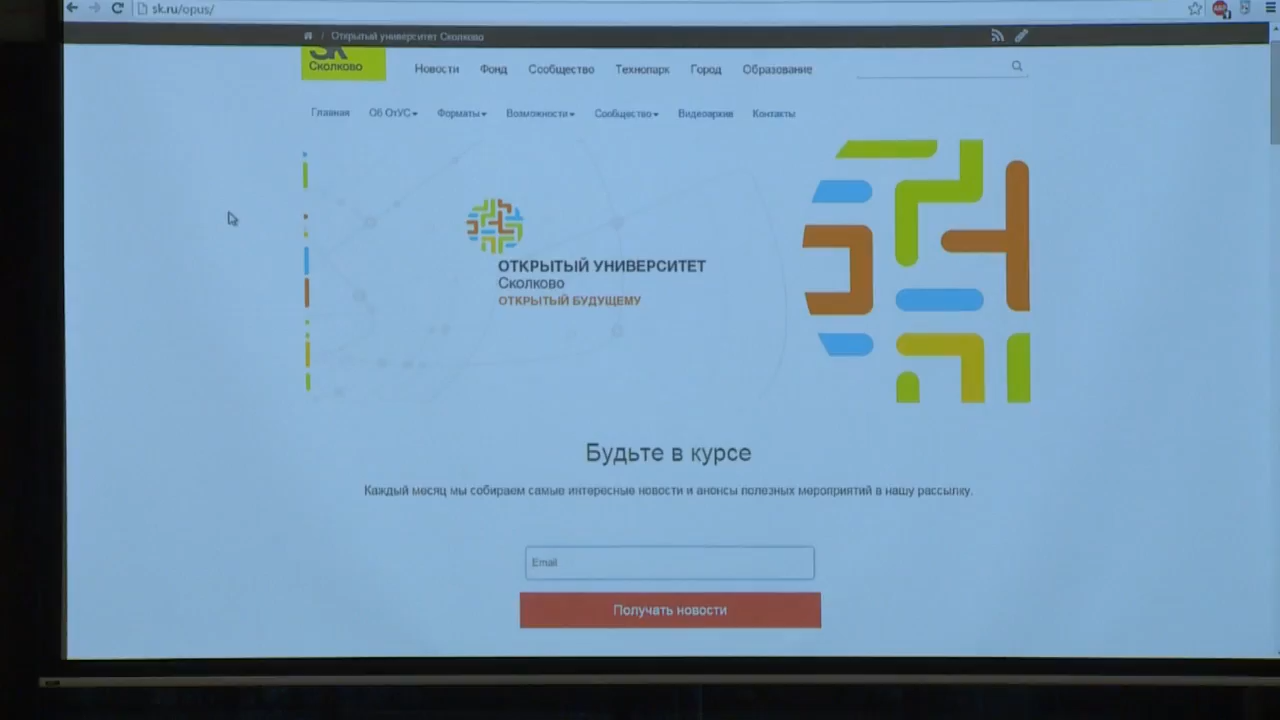 sk.ru/opus/
/ Открытый университет Сколково
Sk
Сколково
Новости Фонд Сообщество Технопарк Город Образование
Главная Об ОтУС Форматы Возможности Сообщество Видеоархив Контакты
ОТКРЫТЫЙ УНИВЕРСИТЕТ
Сколково
ОТКРЫТЫЙ БУДУЩЕМУ
Будьте в курсе
Каждый месяц мы собираем самые интересные новости и анонсы полезных мероприятий в нашу рассылку.
Email
Получать новости